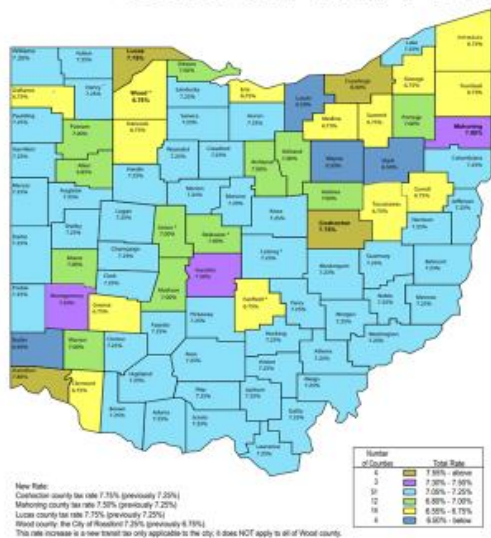 Williams
7.25%
Fulton
7.25%
Lucas
7.75%
Ottawa
7.00%
Lake
7.25%
Ashtabula
6.75%
Defiance
6.75%
Henry
7.25%
Wood
6.75%
Sandusky
7.25%
Erie
6.75%
Lorain
6.50%
Cuyahoga
8.00%
Geauga
6.75%
Trumbull
6.75%
Paulding
7.25%
Putnam
7.00%
Hancock
6.75%
Seneca
7.25%
Huron
7.25%
Medina
6.75%
Summit
6.75%
Portage
7.00%
Mahoning
7.50%
Van Wert
7.25%
Allen
Wyandot
7.25%
Crawford
7.25%
Richland
7.00%
Ashland
7.00%
Wayne
6.50%
Stark
6.50%
Columbiana
7.25%
Mercer
7.25%
Auglaize
7.25%
Hardin
7.25%
Marion
7.25%
Morrow
7.25%
Knox
7.25%
Holmes
7.00%
Tuscarawas
6.75%
Carroll
6.75%
Jefferson
7.25%
Darke
7.25%
Shelby
7.25%
Logan
7.25%
Union
7.00%
Delaware
7.00%
Coshocton
7.75%
Harrison
7.25%
Miami
7.00%
Champaign
7.25%
Licking
7.25%
Muskingum
7.25%
Guernsey
7.25%
Belmont
7.25%
Preble
7.25%
Montgomery
7.50%
Clark
7.25%
Madison
7.00%
Franklin
7.50%
Fairfield
6.75%
Perry
7.25%
Noble
7.25%
Monroe
7.25%
Butler
6.50%
Warren
7.00%
Greene
6.75%
Fayette
7.25%
Pickaway
7.25%
Hocking
7.25%
Morgan
7.25%
Washington
7.25%
Hamilton
7.80%
Clermont
6.75%
Clinton
7.25%
Highland
7.25%
Ross
7.25%
Vinton
7.25%
Athens
7.25%
Brown
7.25%
Adams
7.25%
Pike
7.25%
Jackson
7.25%
Meigs
7.25%
Scioto
7.25%
Gallia
7.25%
Lawrence
7.25%
Number
of Counties Total Rate
4 7.55% - above
3 7.30% - 7.50%
51 7.05% - 7.25%
12 6.80% - 7.00%
14 6.55% - 6.75%
4 6.50% - below
New Rate:
Coshocton county tax rate 7.75% (previously 7.25%)
Mahoning county tax rate 7.50% (previously 7.25%)
Lucas county tax rate 7.75% (previously 7.25%)
Wood county: the City of Rossford 7.25% (previously 6.75%)
This rate increase is a new transit tax only applicable to the city; it does NOT apply to all of Wood county.